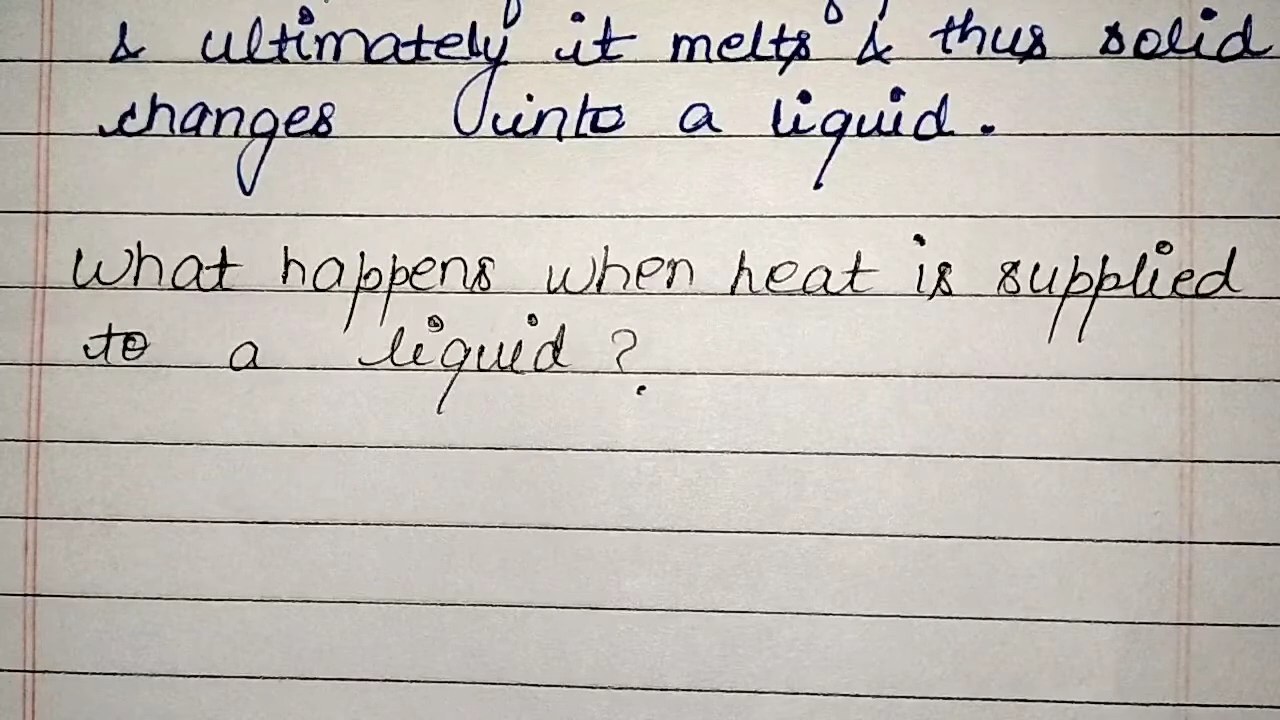 & ultimately it melts & thus solid
changes into a liquid.
What happens when heat is supplied
to a liquid?